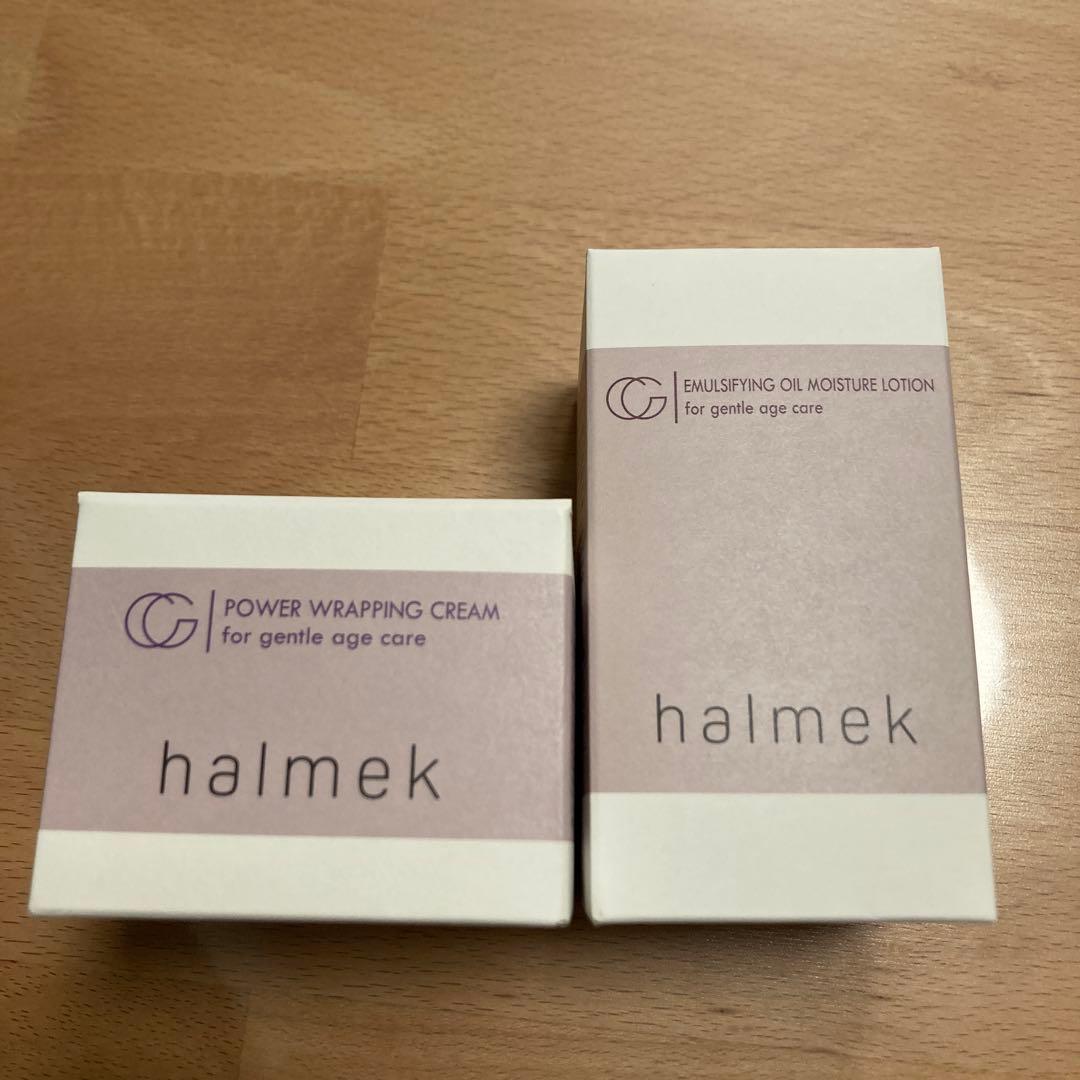 CG
POWER WRAPPING CREAM
for gentle age care
halmek
CG
EMULSIFYING OIL MOISTURE LOTION
for gentle age care
halmek